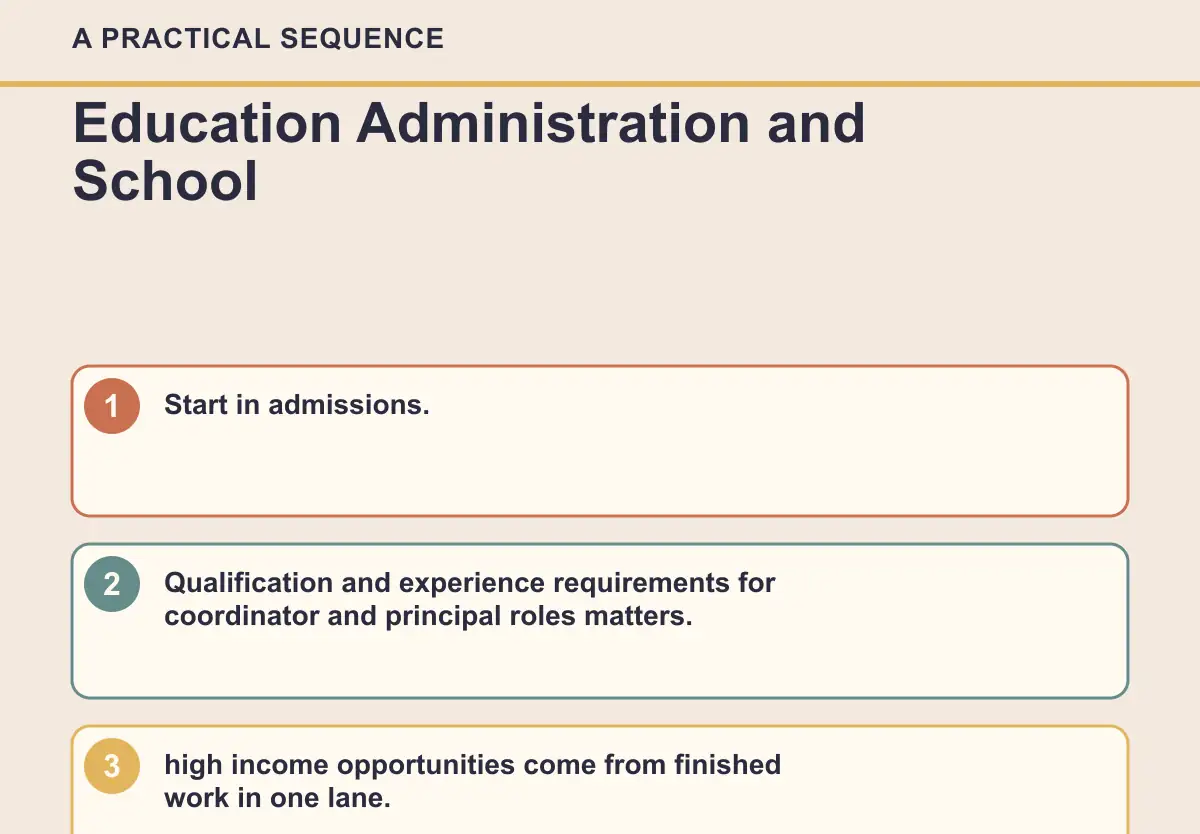 A PRACTICAL SEQUENCE
Education Administration and
School
1
Start in admissions.
2
Qualification and experience requirements for
coordinator and principal roles matters.
3
high income opportunities come from finished
work in one lane.